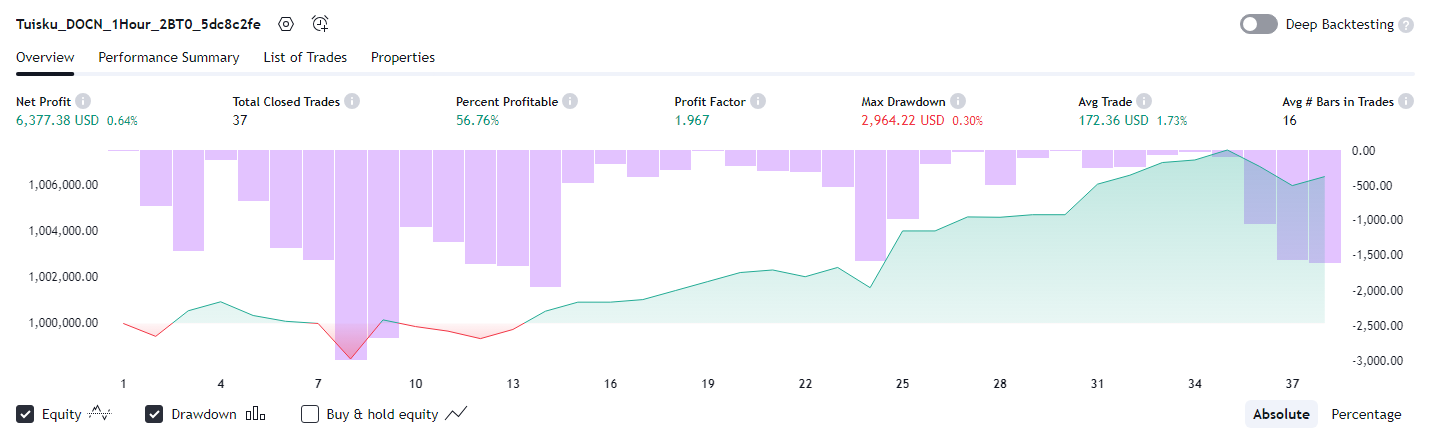 Tuisku_DOCN_1Hour_2BT0_5dc8c2fe
Deep Backtesting ?
Overview Performance Summary List of Trades Properties
Net Profit Total Closed Trades Percent Profitable Profit Factor Max Drawdown Avg Trade Avg # Bars in Trades
6,377.38 USD 0.64% 37 56.76% 1.967 2,964.22 USD 0.30% 172.36 USD 1.73% 16
0.00
1,006,000.00 -500.00
1,004,000.00 -1,000.00
-1,500.00
1,002,000.00 -2,000.00
1,000,000.00 -2,500.00
-3,000.00
1 4 7 10 13 16 19 22 25 28 31 34 37
Equity Drawdown Buy & hold equity Absolute Percentage